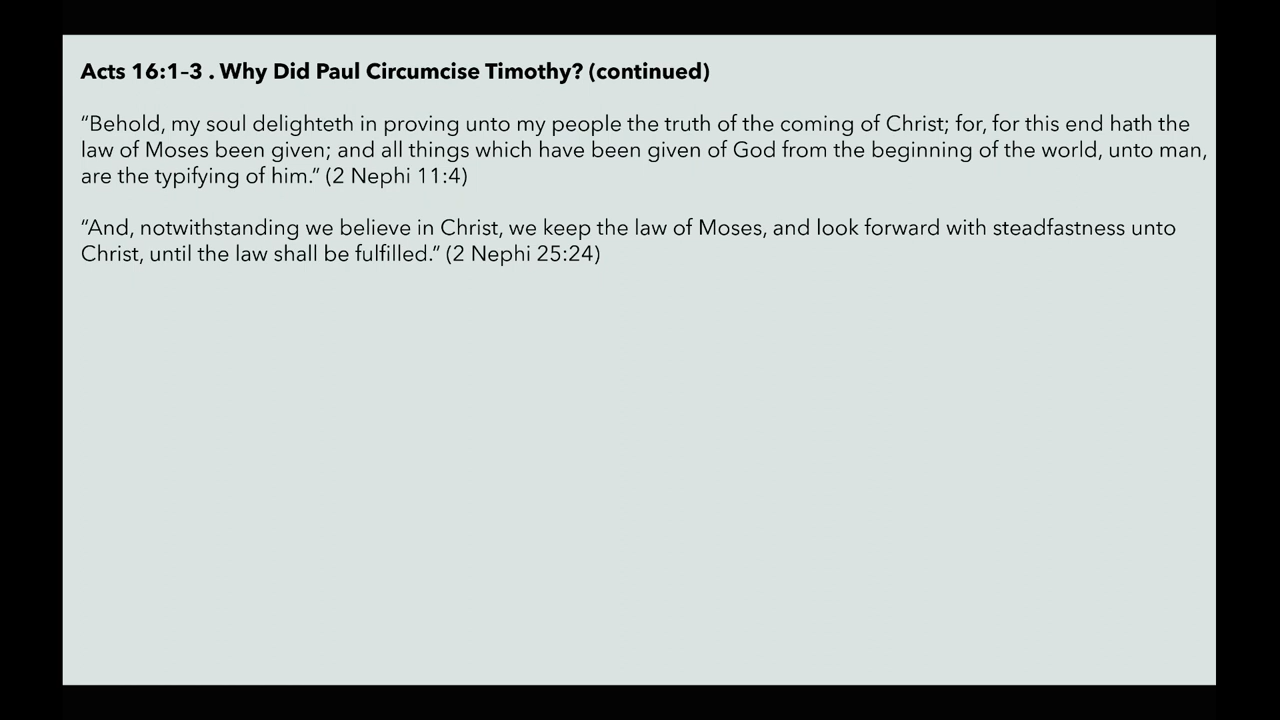 Acts 16:1–3 . Why Did Paul Circumcise Timothy? (continued)
“Behold, my soul delighteth in proving unto my people the truth of the coming of Christ; for, for this end hath the
law of Moses been given; and all things which have been given of God from the beginning of the world, unto man,
are the typifying of him.” (2 Nephi 11:4)
“And, notwithstanding we believe in Christ, we keep the law of Moses, and look forward with steadfastness unto
Christ, until the law shall be fulfilled.” (2 Nephi 25:24)